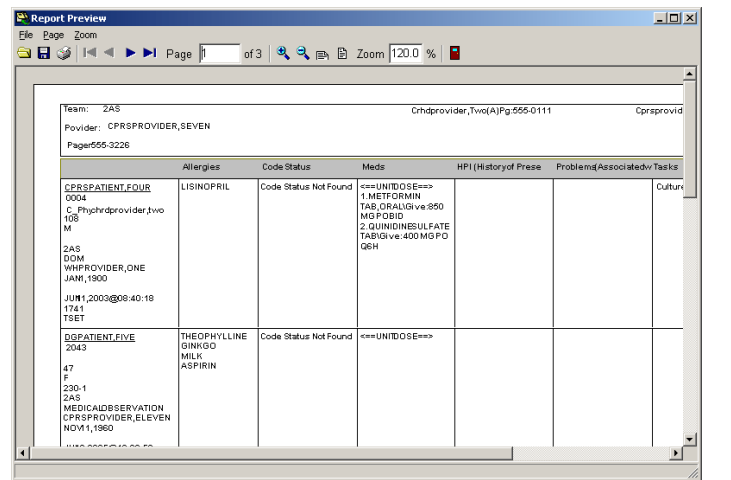 Report Preview
File Page Zoom
Page 1 of 3 Zoom 120.0 %
Team: 2AS Crhdprovider,Two(A)Pg:555-0111 Cprsprovid
Povider: CPRSPROVIDER,SEVEN
Pager555-3226
Allergies Code Status Meds HPI (Historyof Prese Problems(Associatedw Tasks
CPRSPATIENT,FOUR LISINOPRIL Code Status Not Found <==UNITDOSE==> Culture
0004 1.METFORMIN
C_Phychrdprovider,two TAB,ORAL\Give:850
108 MGPOBID
M 2.QUINIDINESULFATE
TAB\Give:400MGPO
2AS Q6H
DOM
WHPROVIDER,ONE
JAN1,1900
JUN11,2003@08:40:18
1741
TSET
DGPATIENT,FIVE THEOPHYLLINE Code Status Not Found <==UNITDOSE==>
2043 GINKGO
MILK
47 ASPIRIN
F
230-1
2AS
MEDICALOBSERVATION
CPRSPROVIDER,ELEVEN
NOV11,1960